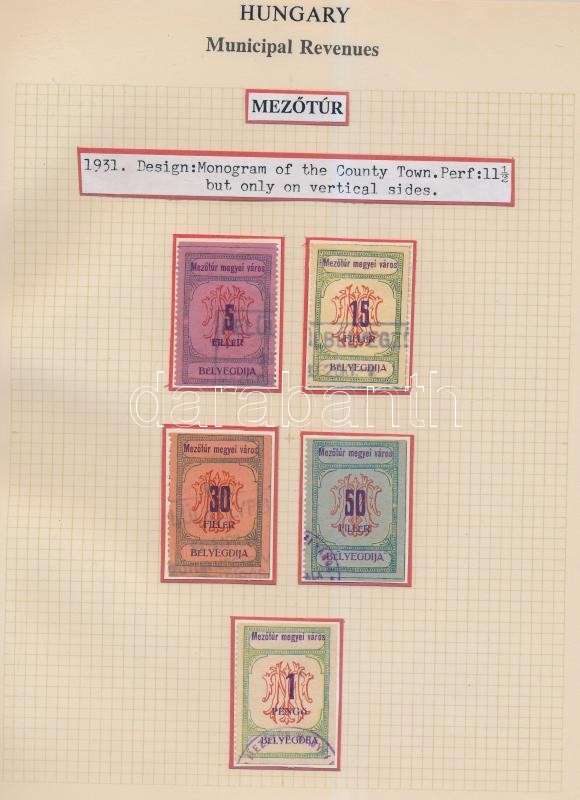 HUNGARY
Municipal Revenues
MEZŐTÚR
1931. Design:Monogram of the County Town.Perf:11½
but only on vertical sides.
Mezőtúr megyei város
5
FILLÉR
BÉLYEGDIJA
Mezőtúr megyei város
15
FILLÉR
BÉLYEGDIJA
darabanth
Mezőtúr megyei város
30
FILLÉR
BÉLYEGDIJA
Mezőtúr megyei város
50
FILLÉR
BÉLYEGDIJA
Mezőtúr megyei város
1
PENGŐ
BÉLYEGDIJA